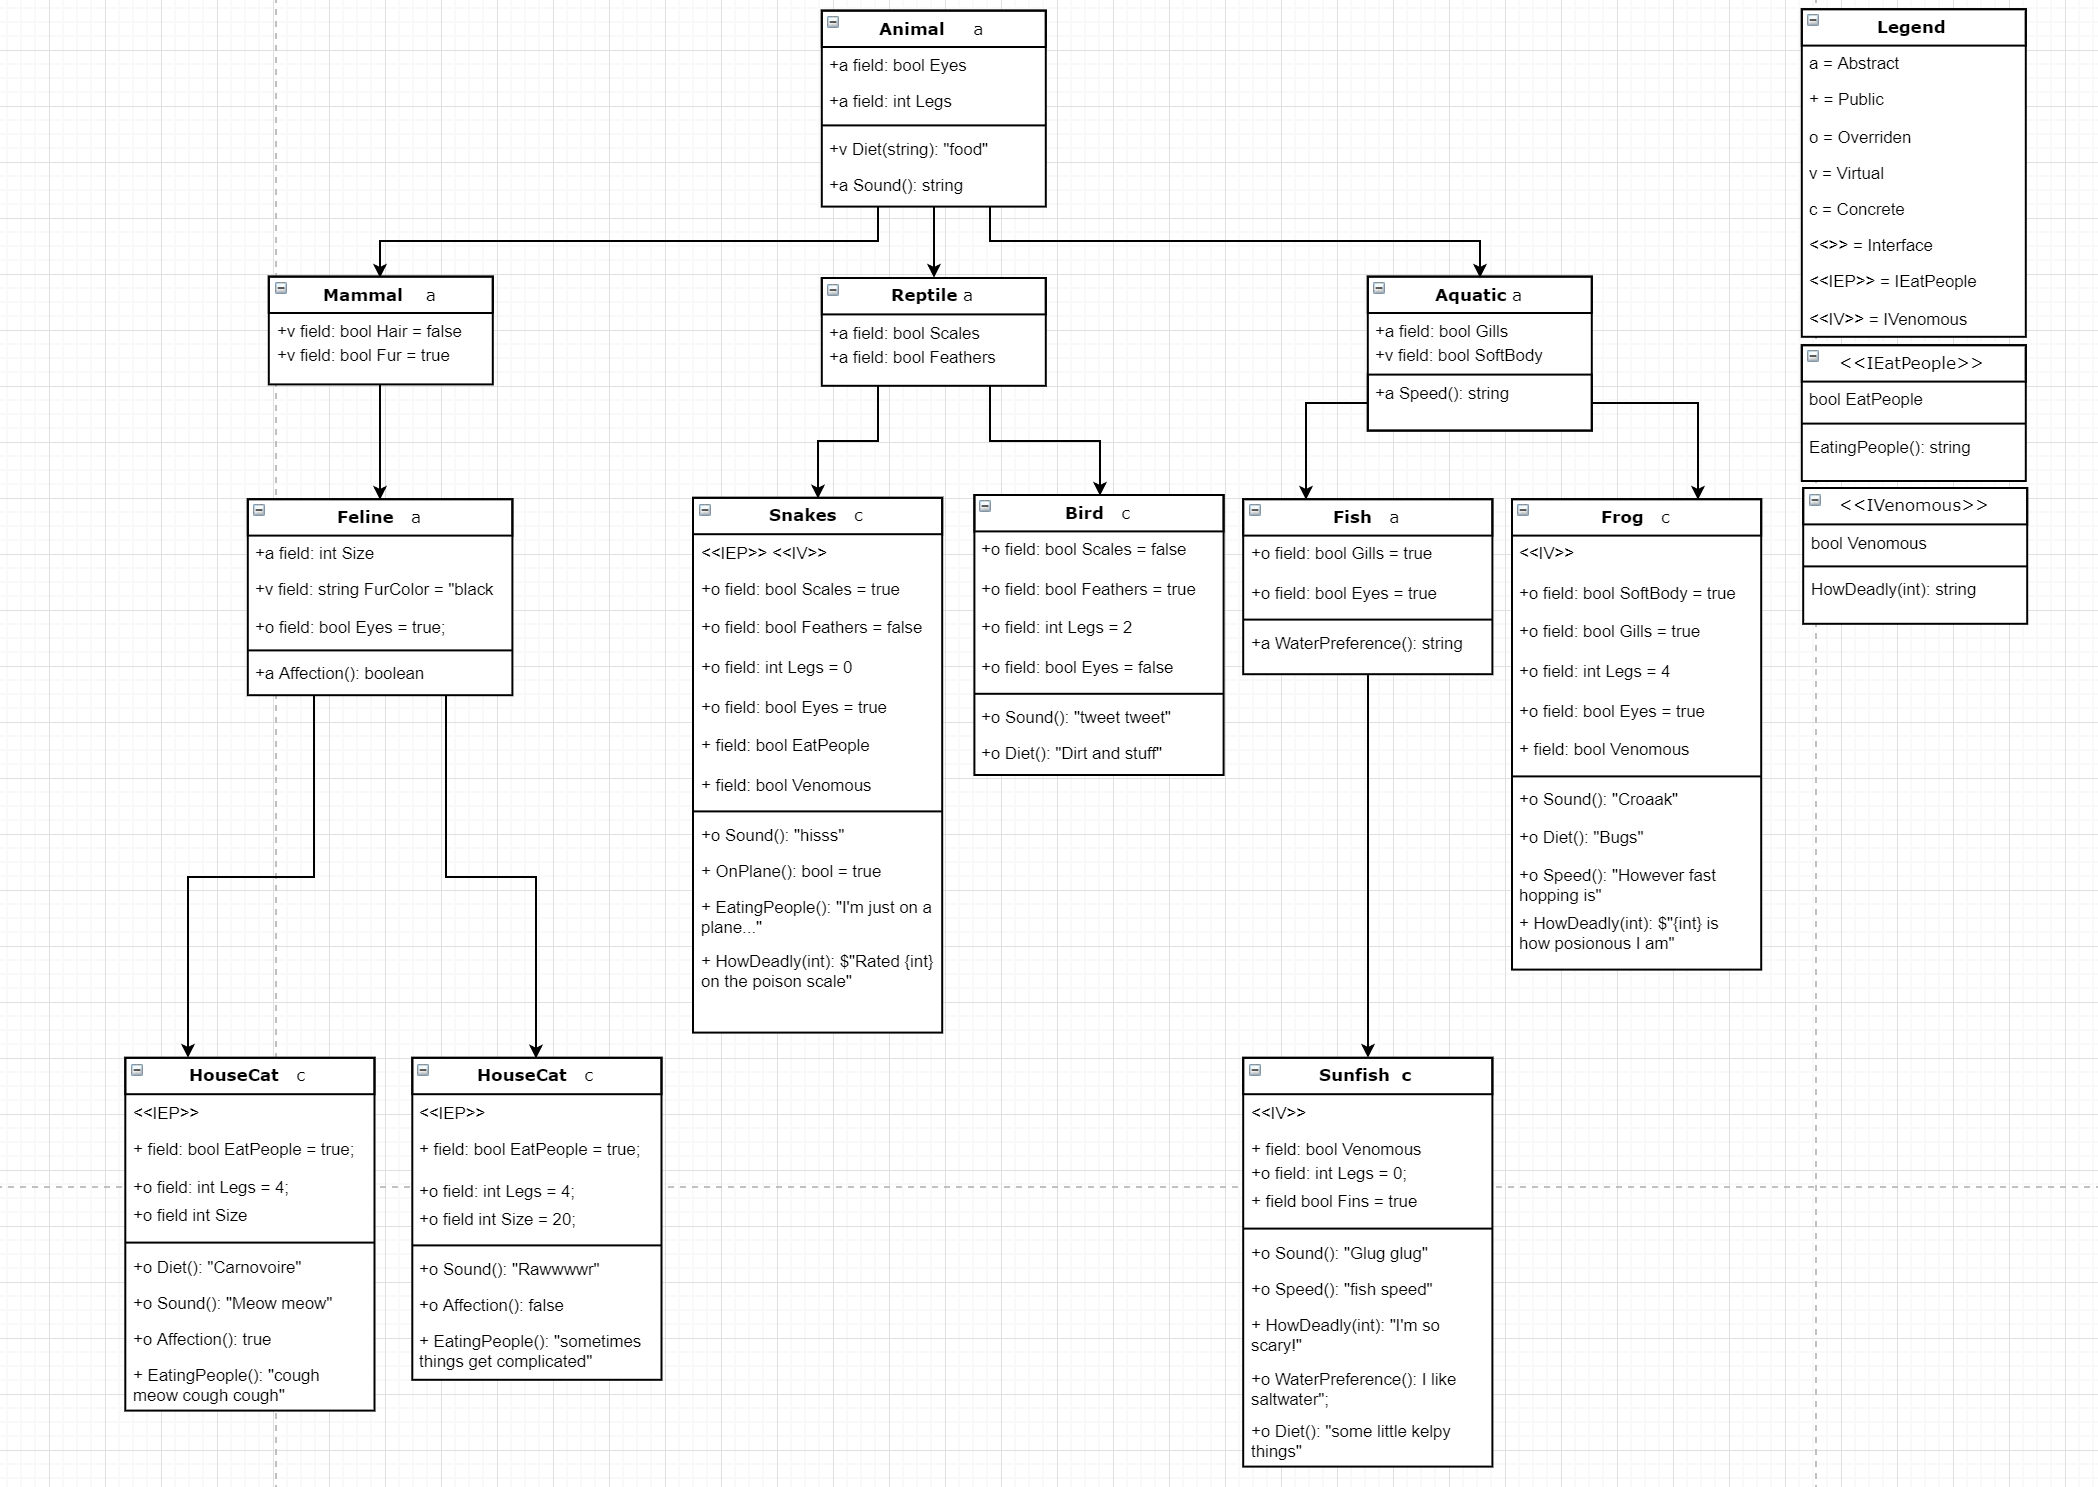 Animal a
+a field: bool Eyes
+a field: int Legs
+v Diet(string): "food"
+a Sound(): string
Legend
a = Abstract
+ = Public
o = Overriden
v = Virtual
c = Concrete
<<>> = Interface
<<IEP>> = IEatPeople
<<IV>> = IVenomous
Mammal a
+v field: bool Hair = false
+v field: bool Fur = true
Reptile a
+a field: bool Scales
+a field: bool Feathers
Aquatic a
+a field: bool Gills
+v field: bool SoftBody
+a Speed(): string
<<IEatPeople>>
bool EatPeople
EatingPeople(): string
<<IVenomous>>
bool Venomous
HowDeadly(int): string
Feline a
+a field: int Size
+v field: string FurColor = "black
+o field: bool Eyes = true;
+a Affection(): boolean
Snakes c
<<IEP>> <<IV>>
+o field: bool Scales = true
+o field: bool Feathers = false
+o field: int Legs = 0
+o field: bool Eyes = true
+ field: bool EatPeople
+ field: bool Venomous
+o Sound(): "hisss"
+ OnPlane(): bool = true
+ EatingPeople(): "I'm just on a
plane..."
+ HowDeadly(int): $"Rated {int}
on the poison scale"
Bird c
+o field: bool Scales = false
+o field: bool Feathers = true
+o field: int Legs = 2
+o field: bool Eyes = false
+o Sound(): "tweet tweet"
+o Diet(): "Dirt and stuff"
Fish a
+o field: bool Gills = true
+o field: bool Eyes = true
+a WaterPreference(): string
Frog c
<<IV>>
+o field: bool SoftBody = true
+o field: bool Gills = true
+o field: int Legs = 4
+o field: bool Eyes = true
+ field: bool Venomous
+o Sound(): "Croaak"
+o Diet(): "Bugs"
+o Speed(): "However fast
hopping is"
+ HowDeadly(int): $"{int} is
how posionous I am"
HouseCat c
<<IEP>>
+ field: bool EatPeople = true;
+o field: int Legs = 4;
+o field int Size
+o Diet(): "Carnovoire"
+o Sound(): "Meow meow"
+o Affection(): true
+ EatingPeople(): "cough
meow cough cough"
HouseCat c
<<IEP>>
+ field: bool EatPeople = true;
+o field: int Legs = 4;
+o field int Size = 20;
+o Sound(): "Rawwwwr"
+o Affection(): false
+ EatingPeople(): "sometimes
things get complicated"
Sunfish c
<<IV>>
+ field: bool Venomous
+o field: int Legs = 0;
+ field bool Fins = true
+o Sound(): "Glug glug"
+o Speed(): "fish speed"
+ HowDeadly(int): "I'm so
scary!"
+o WaterPreference(): I like
saltwater";
+o Diet(): "some little kelpy
things"